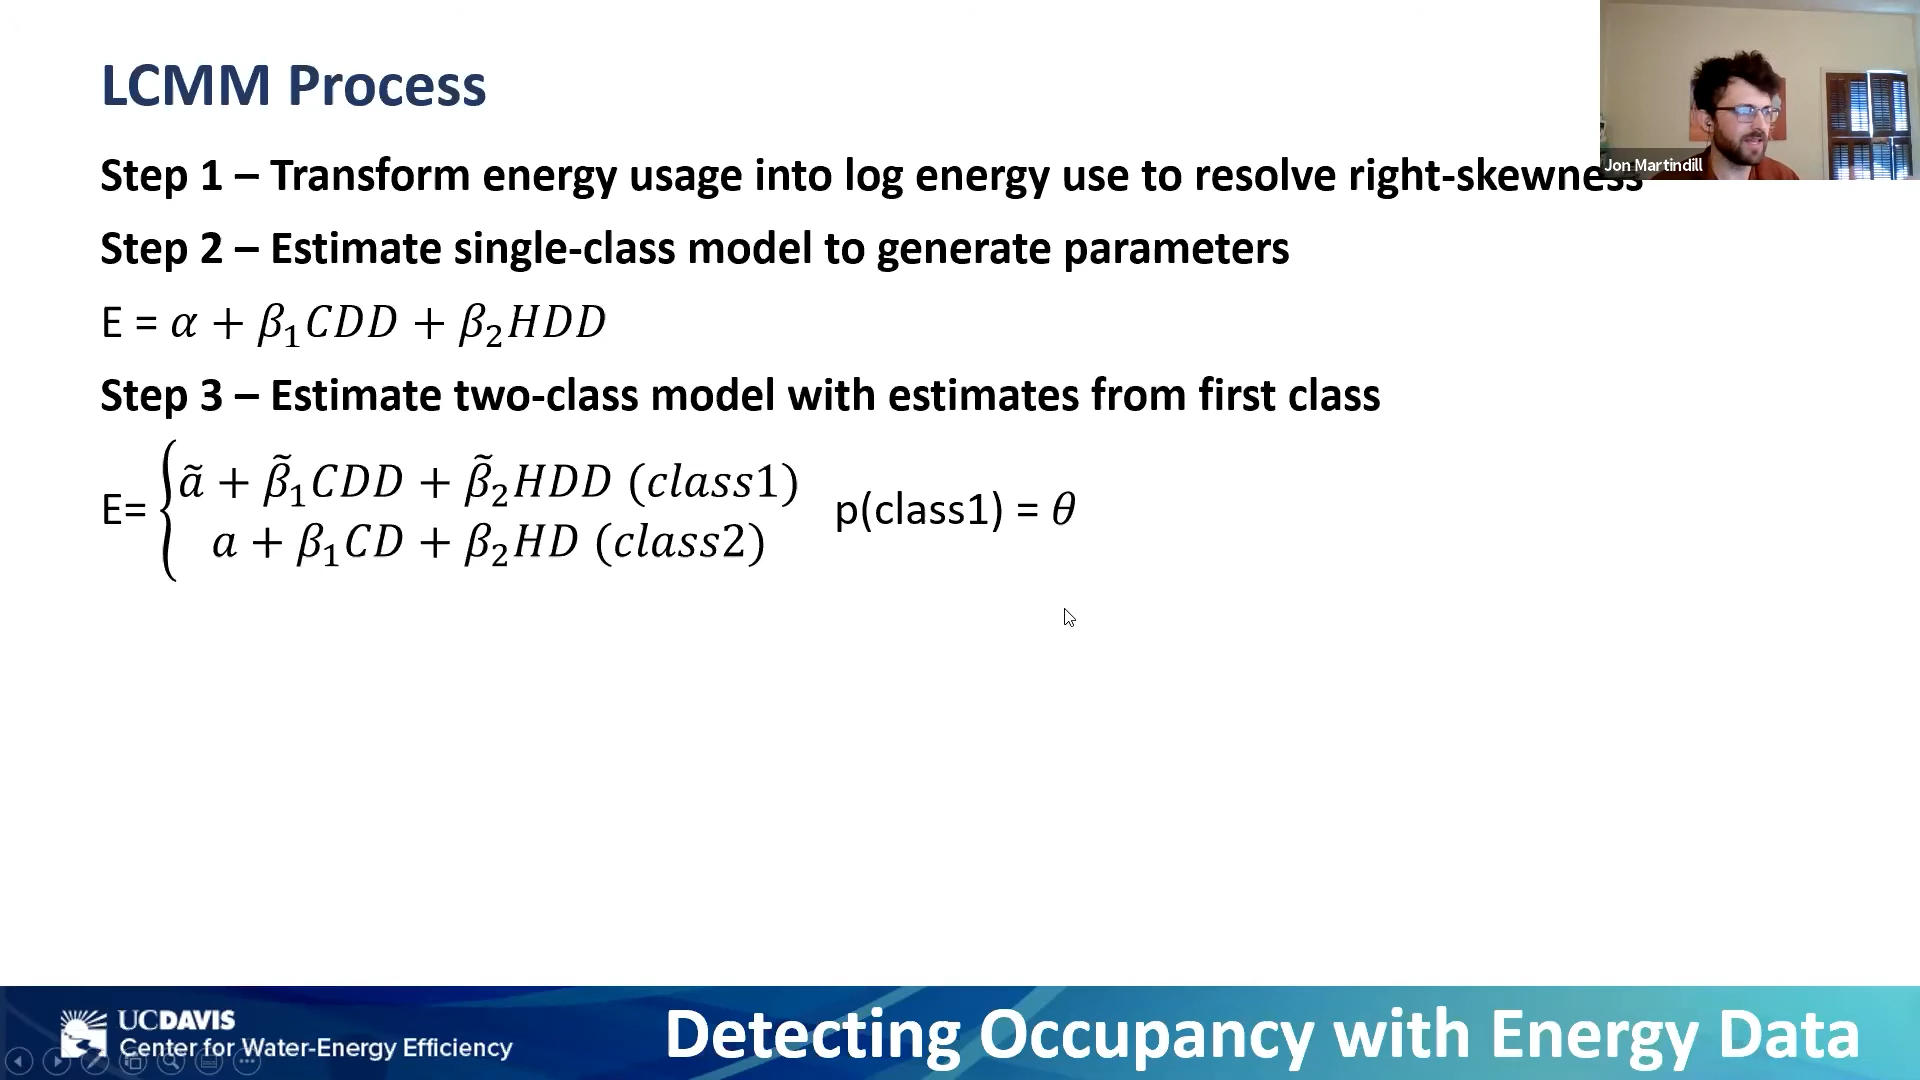 LCMM Process
Step 1 – Transform energy usage into log energy use to resolve right-skewness
Jon Martindill
Step 2 – Estimate single-class model to generate parameters
E = α + β₁CDD + β₂HDD
Step 3 – Estimate two-class model with estimates from first class
E= { ã + β̃₁CDD + β̃₂HDD (class1)
a + β₁CD + β₂HD (class2)
p(class1) = θ
UCDAVIS
Center for Water-Energy Efficiency
Detecting Occupancy with Energy Data